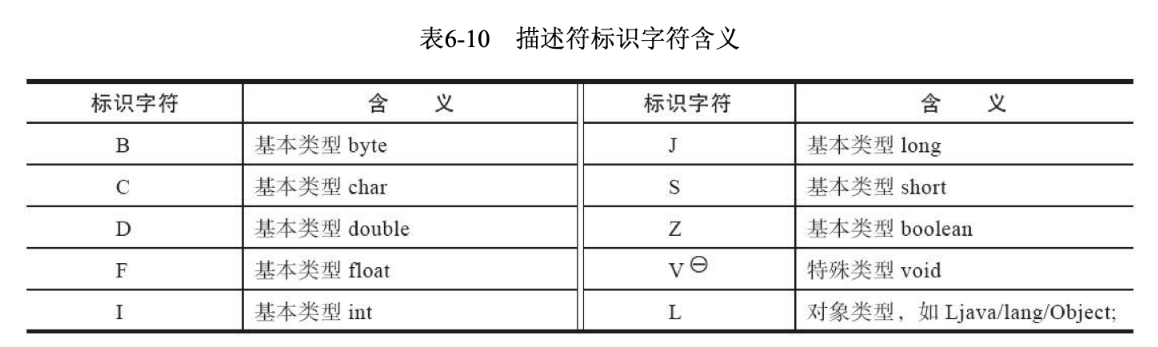 表6-10 描述符标识字符含义
标识字符 含 义 标识字符 含 义
B 基本类型 byte J 基本类型 long
C 基本类型 char S 基本类型 short
D 基本类型 double Z 基本类型 boolean
F 基本类型 float V⊖ 特殊类型 void
I 基本类型 int L 对象类型，如 Ljava/lang/Object;